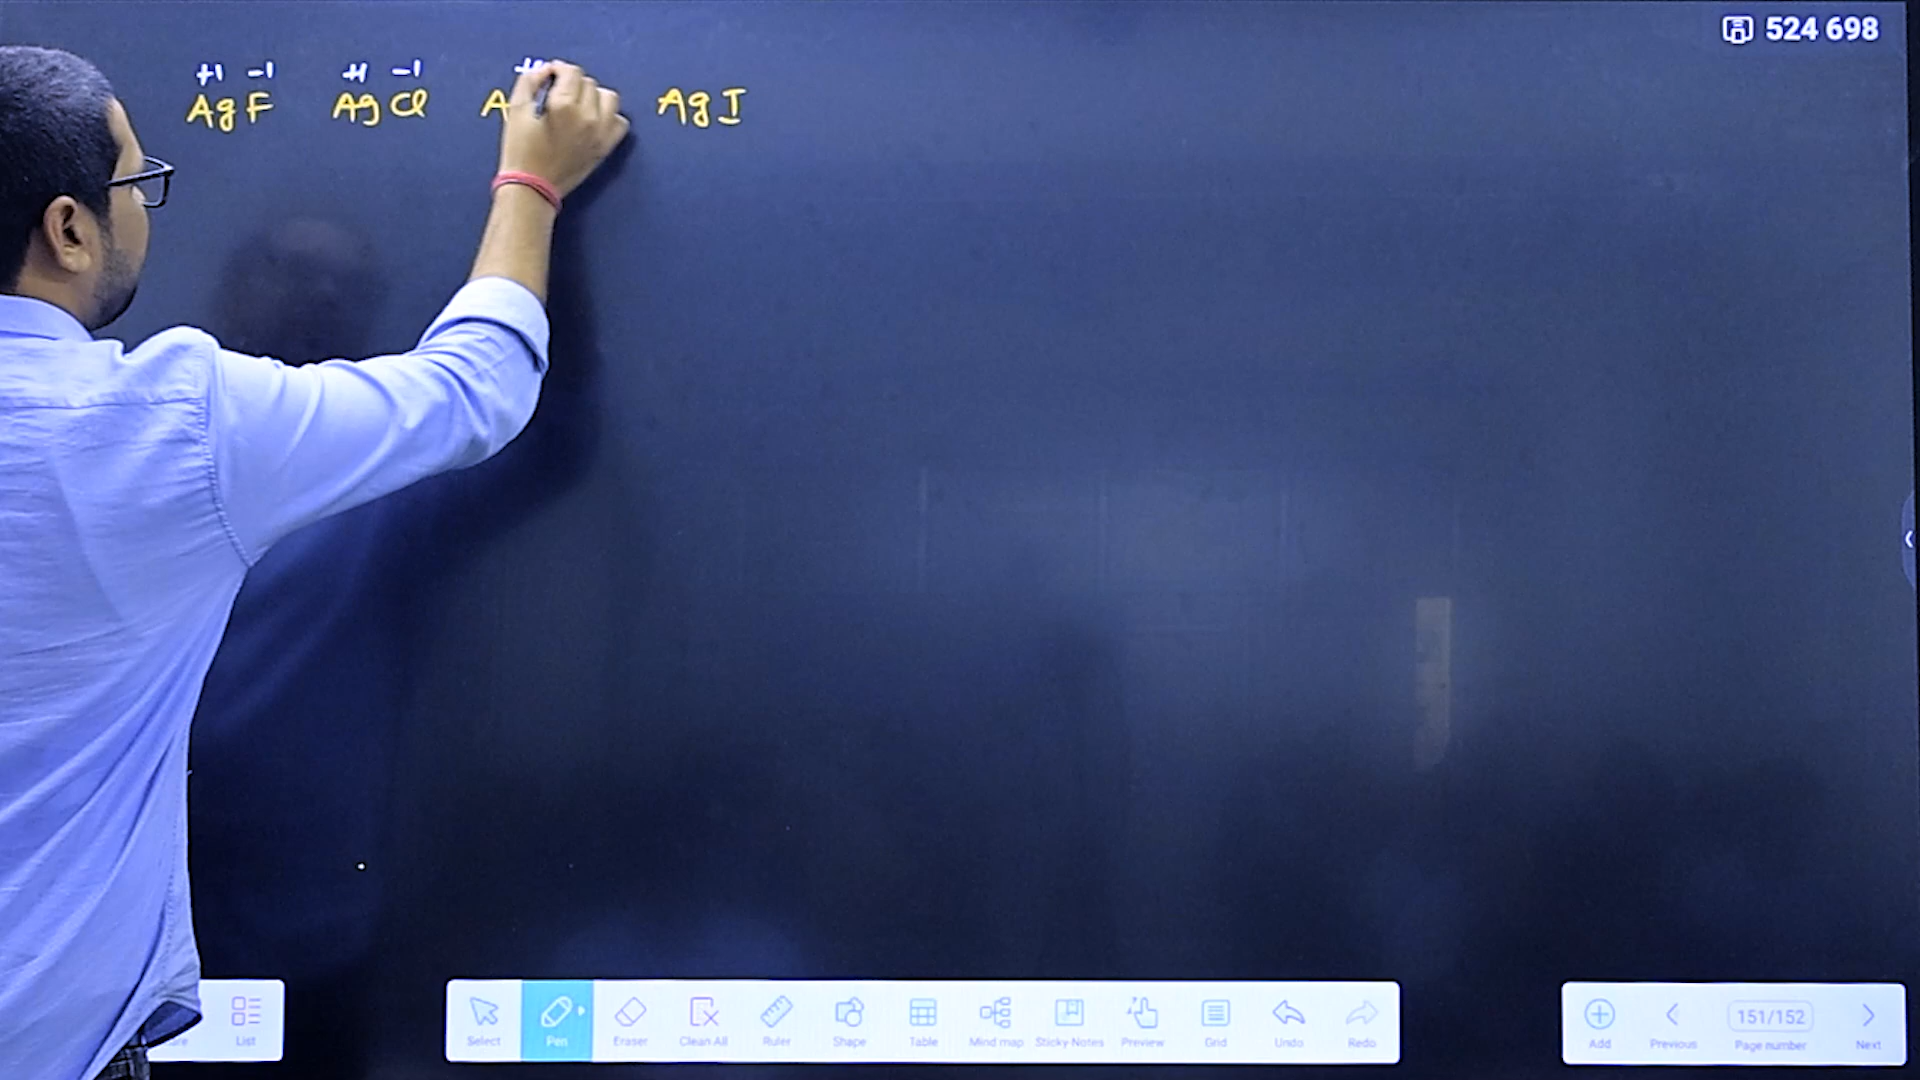 524 698
+1 -1 +1 -1
AgF AgCl A AgI
List
Select Pen Eraser Clean All Ruler Shape Table Mind map Sticky Notes Preview Grid Undo Redo
151/152
Add Previous Page number Next